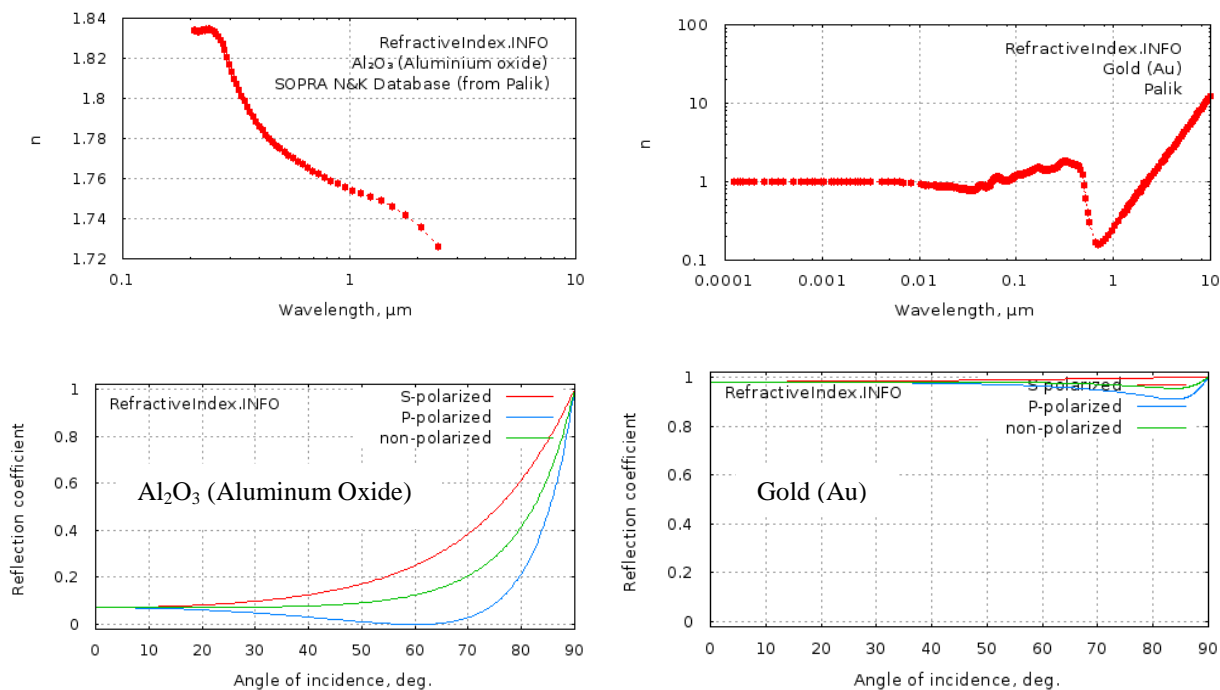 1.84
1.82
1.8
1.78
1.76
1.74
1.72
n
RefractiveIndex.INFO
Al₂O₃ (Aluminium oxide)
SOPRA N&K Database (from Palik)
0.1
1
10
Wavelength, µm
100
10
1
0.1
n
RefractiveIndex.INFO
Gold (Au)
Palik
0.0001
0.001
0.01
0.1
1
10
Wavelength, µm
1
0.8
0.6
0.4
0.2
0
Reflection coefficient
RefractiveIndex.INFO
S-polarized
P-polarized
non-polarized
Al₂O₃ (Aluminum Oxide)
0
10
20
30
40
50
60
70
80
90
Angle of incidence, deg.
1
0.8
0.6
0.4
0.2
0
Reflection coefficient
RefractiveIndex.INFO
S-polarized
P-polarized
non-polarized
Gold (Au)
0
10
20
30
40
50
60
70
80
90
Angle of incidence, deg.